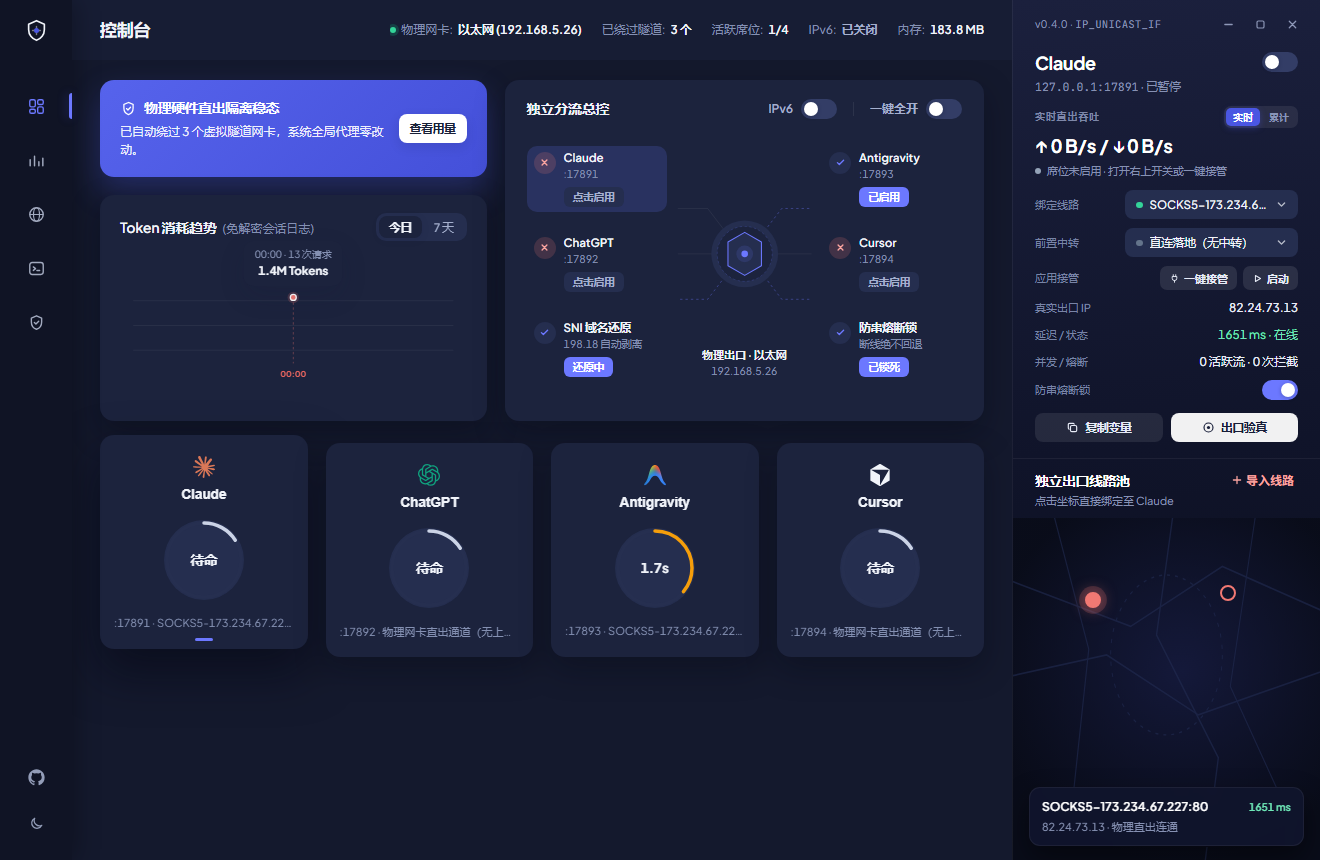 控制台
物理网卡: 以太网 (192.168.5.26)
已绕过隧道: 3 个
活跃席位: 1/4
IPv6: 已关闭
内存: 183.8 MB
物理硬件直出隔离稳态
已自动绕过 3 个虚拟隧道网卡，系统全局代理零改
动。
查看用量
Token 消耗趋势 (免解密会话日志)
今日
7 天
00:00 · 13 次请求
1.4M Tokens
00:00
独立分流总控
IPv6
一键全开
Claude
:17891
点击启用
ChatGPT
:17892
点击启用
SNI 域名还原
198.18 自动剥离
还原中
物理出口 · 以太网
192.168.5.26
Antigravity
:17893
已启用
Cursor
:17894
点击启用
防串熔断锁
断线绝不回退
已锁死
Claude
待命
:17891 · SOCKS5-173.234.67.22...
ChatGPT
待命
:17892 · 物理网卡直出通道（无上...
Antigravity
1.7s
:17893 · SOCKS5-173.234.67.22...
Cursor
待命
:17894 · 物理网卡直出通道（无上...
v0.4.0 · IP_UNICAST_IF
Claude
127.0.0.1:17891 · 已暂停
实时直出吞吐
实时
累计
↑ 0 B/s / ↓ 0 B/s
席位未启用 · 打开右上开关或一键接管
绑定线路
SOCKS5-173.234.6...
前置中转
直连落地（无中转）
应用接管
一键接管
启动
真实出口 IP
82.24.73.13
延迟 / 状态
1651 ms · 在线
并发 / 熔断
0 活跃流 · 0 次拦截
防串熔断锁
复制变量
出口验真
独立出口线路池
+ 导入线路
点击坐标直接绑定至 Claude
SOCKS5-173.234.67.227:80
1651 ms
82.24.73.13 · 物理直出连通